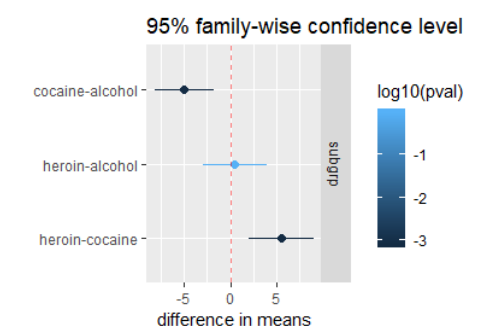 95% family-wise confidence level
cocaine-alcohol
heroin-alcohol
heroin-cocaine
subgrp
-5 0 5
difference in means
log10(pval)
-1
-2
-3